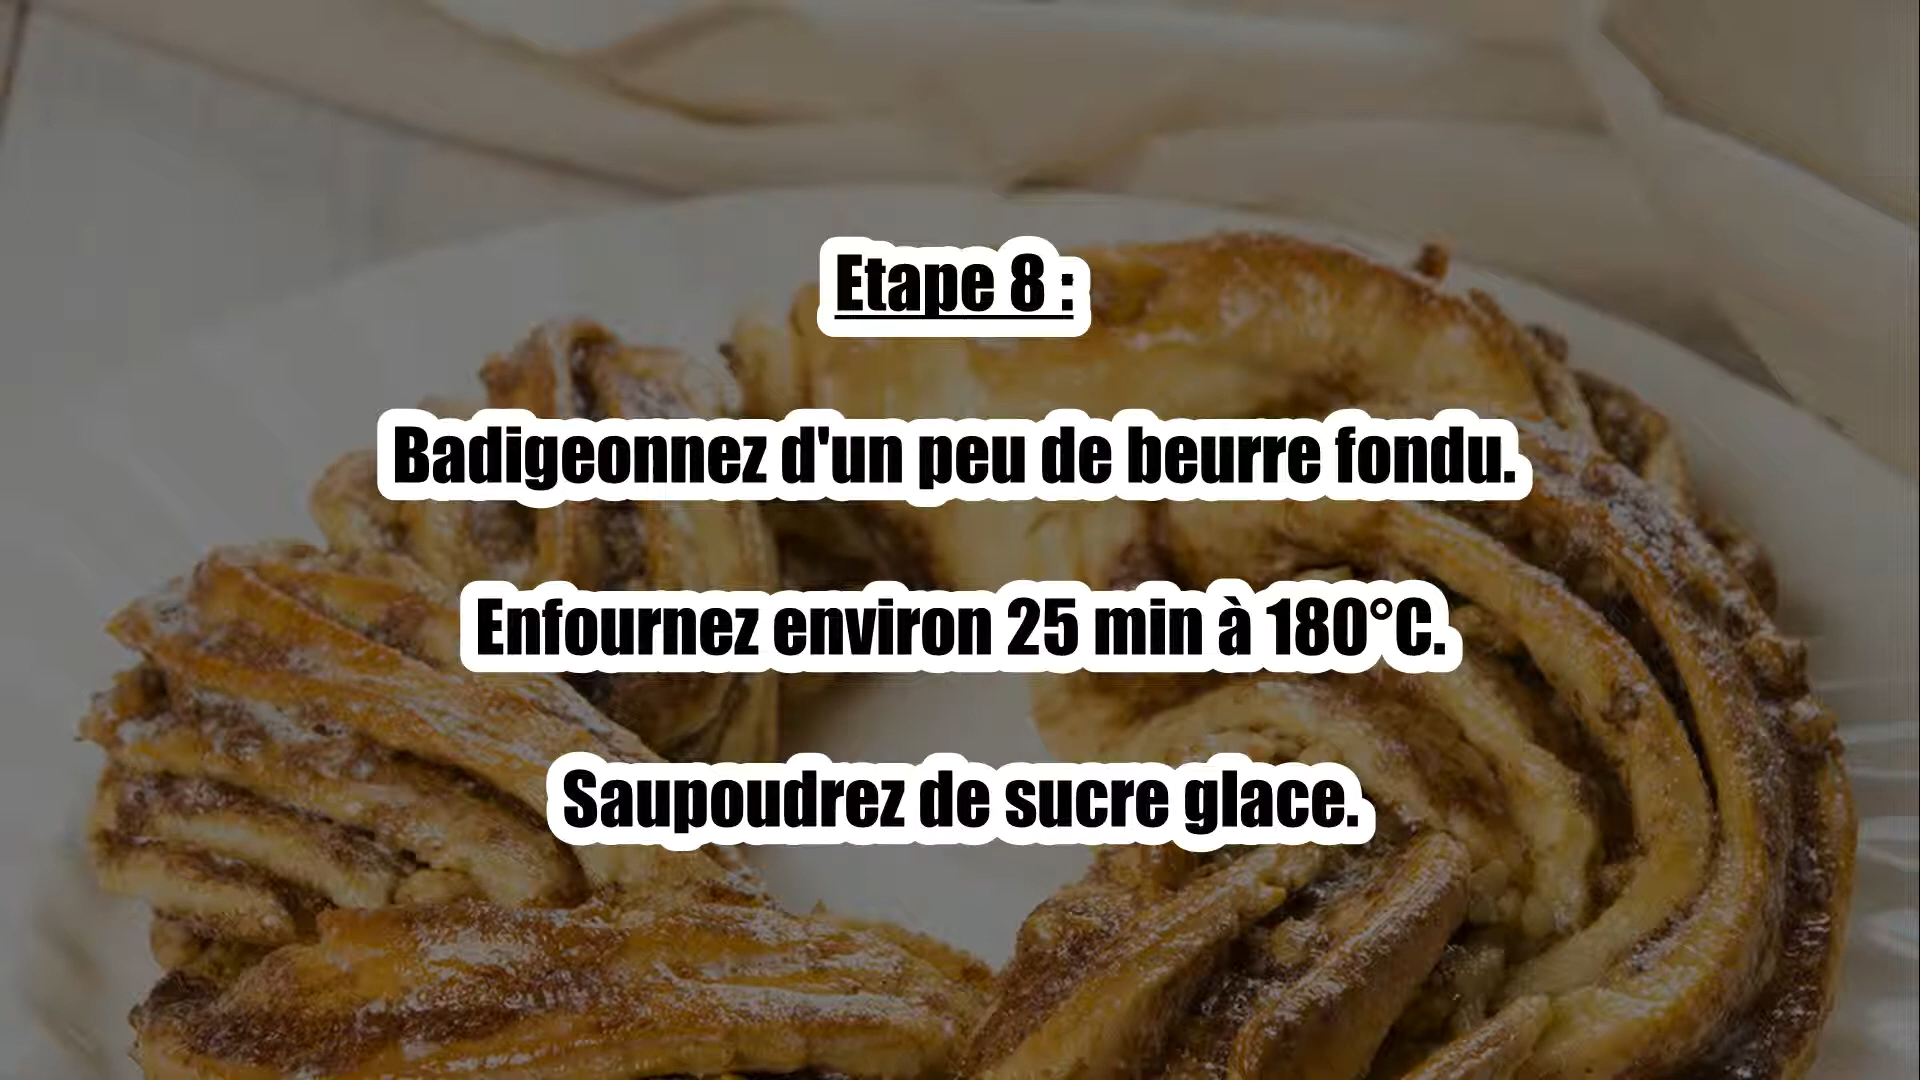 Etape 8 :
Badigeonnez d'un peu de beurre fondu.
Enfournez environ 25 min à 180°C.
Saupoudrez de sucre glace.